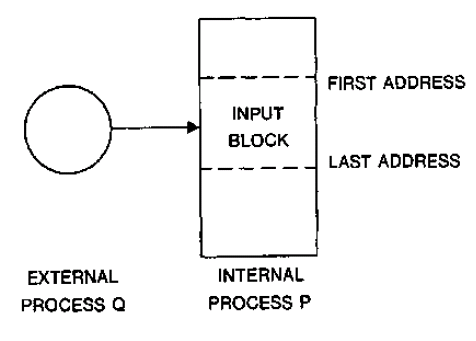 FIRST ADDRESS
INPUT
BLOCK
LAST ADDRESS
EXTERNAL
PROCESS Q
INTERNAL
PROCESS P